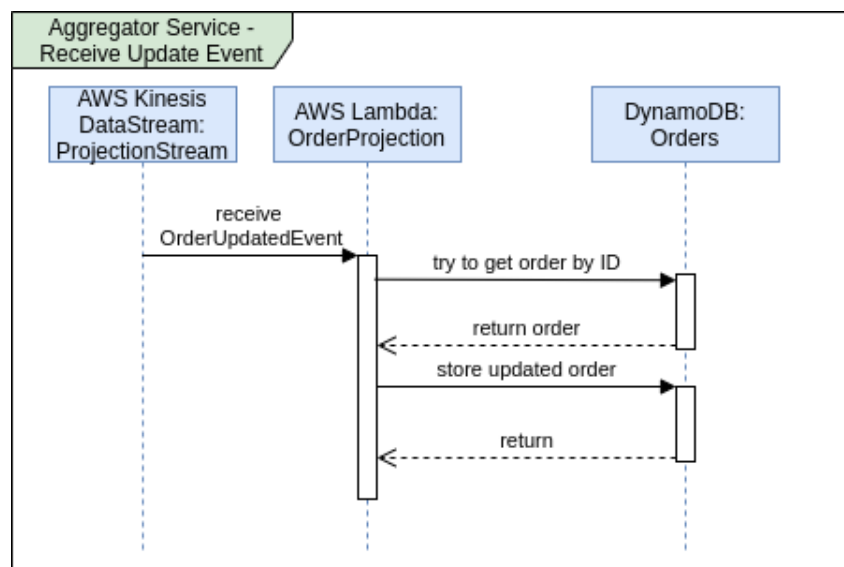 Aggregator Service -
Receive Update Event
AWS Kinesis
DataStream:
ProjectionStream
AWS Lambda:
OrderProjection
DynamoDB:
Orders
receive
OrderUpdatedEvent
try to get order by ID
return order
store updated order
return